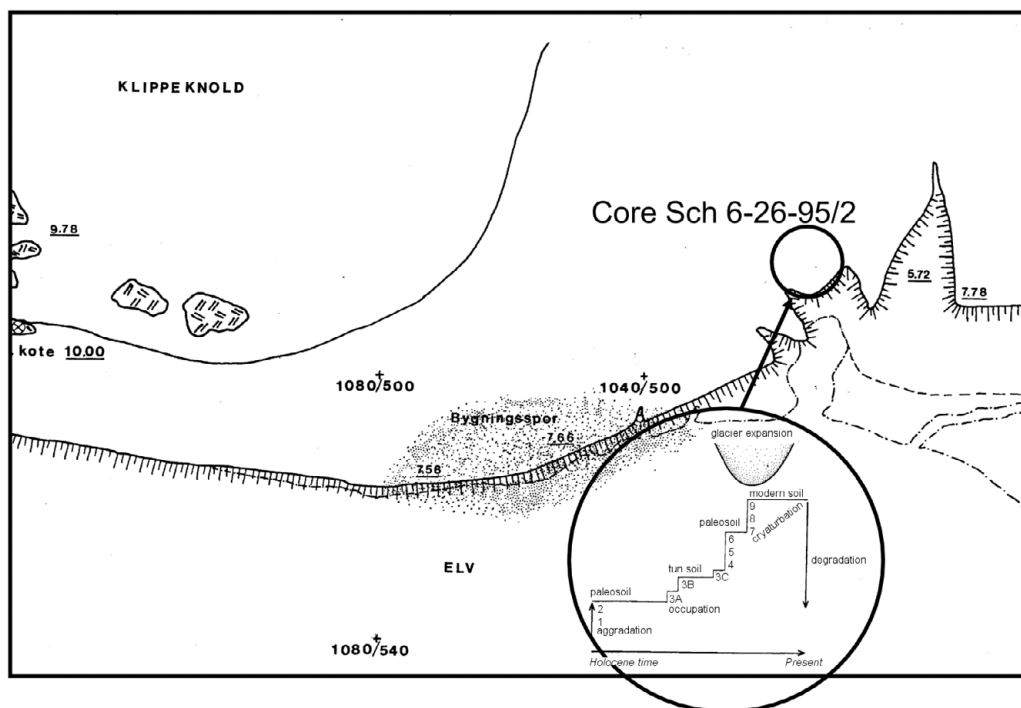 KLIPPEKNOLD
Core Sch 6-26-95/2
9.78
5.72
7.78
. kote 10.00
1080/500
1040/500
A
Bygningsspor
7.66
7.56
glacier expansion
modern soil
9
8
7
cryaturbation
paleosoil
6
5
4
degradation
tun soil
3C
3B
3A
occupation
paleosoil
2
1
aggradation
ELV
1080/540
Holocene time
Present